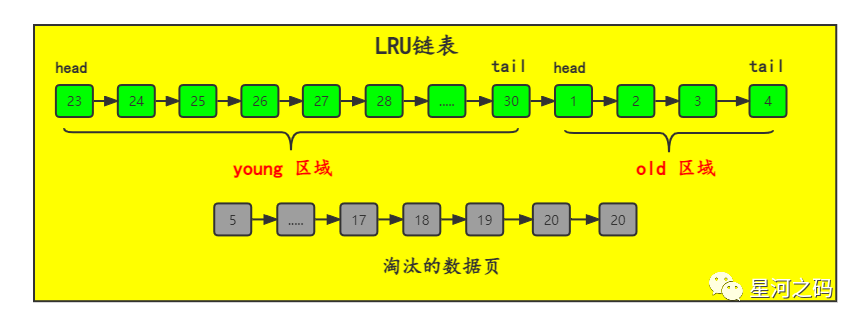 LRU链表
head tail head tail
23 24 25 26 27 28 ..... 30 1 2 3 4
young 区域 old 区域
5 ..... 17 18 19 20 20
淘汰的数据页
星河之码